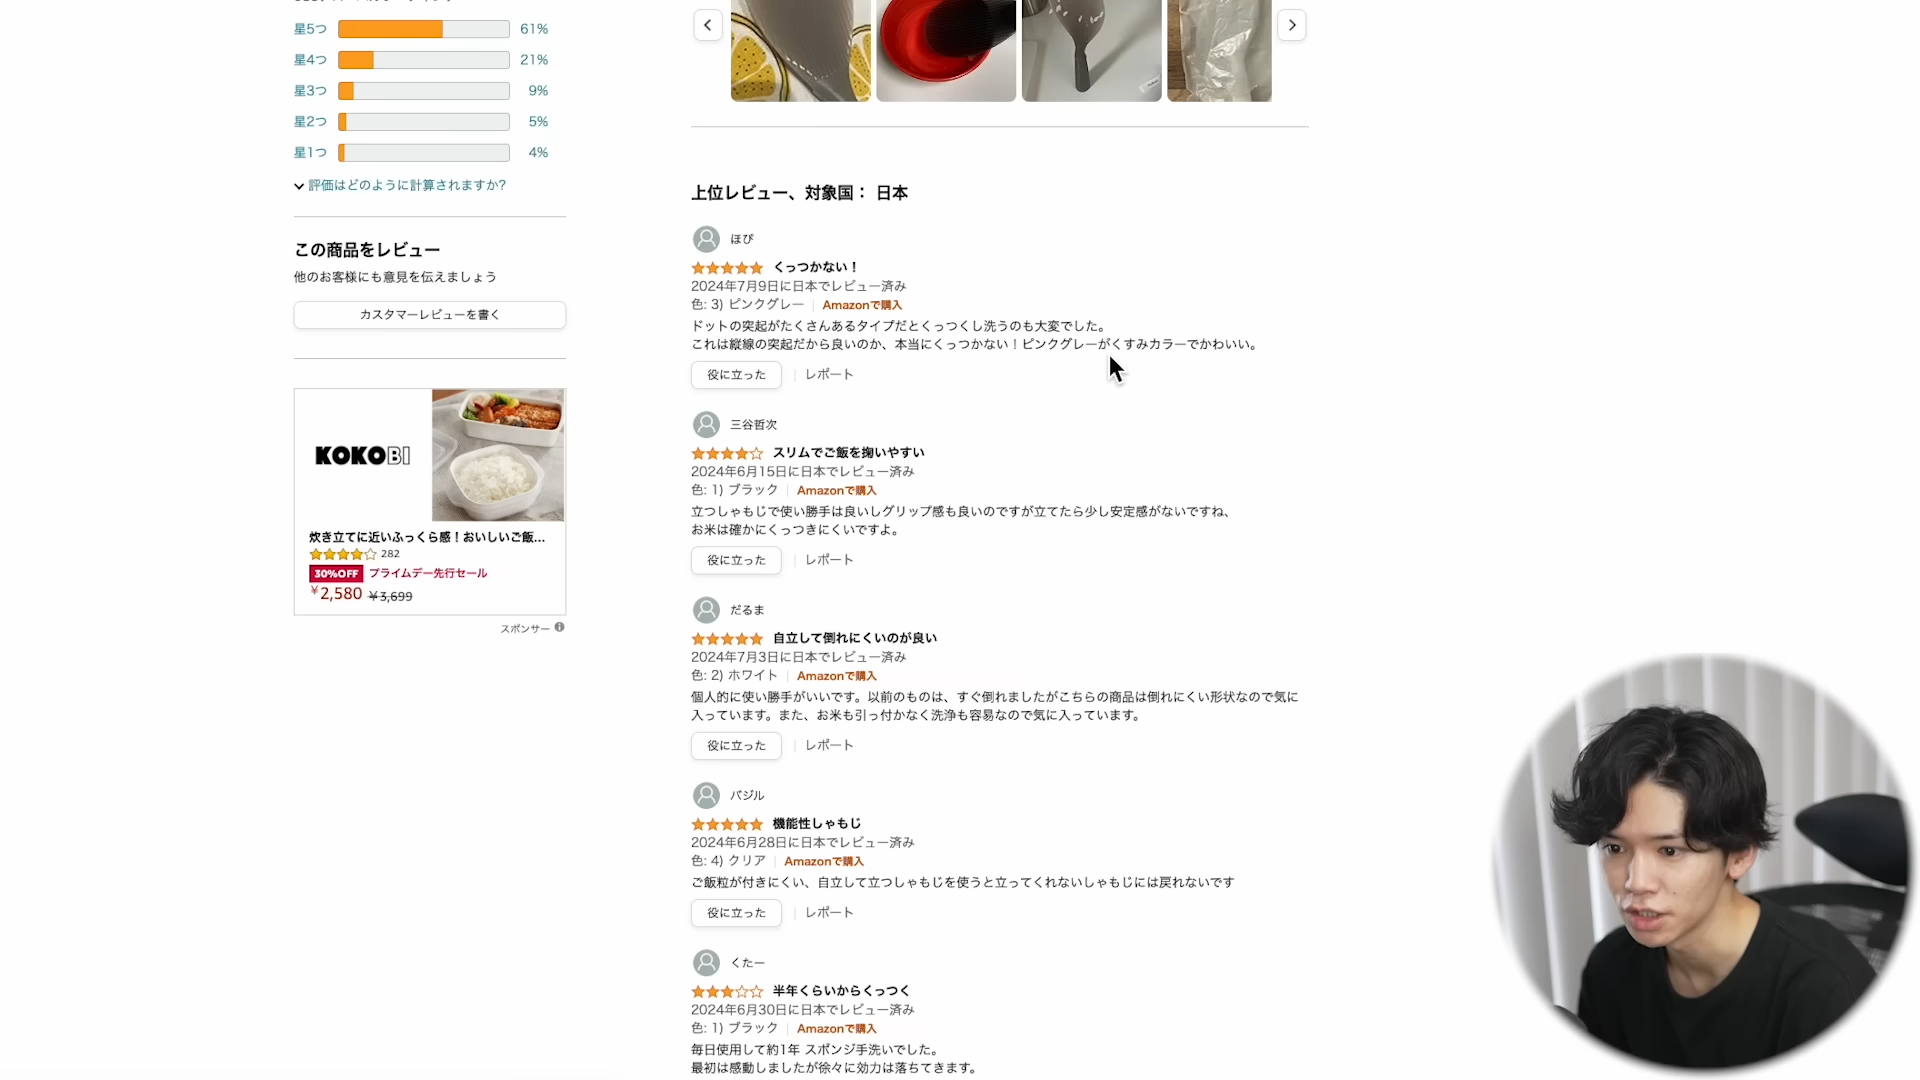 星5つ 61%
星4つ 21%
星3つ 9%
星2つ 5%
星1つ 4%
評価はどのように計算されますか?
この商品をレビュー
他のお客様にも意見を伝えましょう
カスタマーレビューを書く
KOKOBI
炊き立てに近いふっくら感！おいしいご飯...
282
30%OFF プライムデー先行セール
¥2,580 ¥3,699
スポンサー
上位レビュー、対象国： 日本
ほぴ
くっつかない！
2024年7月9日に日本でレビュー済み
色: 3) ピンクグレー Amazonで購入
ドットの突起がたくさんあるタイプだとくっつくし洗うのも大変でした。
これは縦線の突起だから良いのか、本当にくっつかない！ピンクグレーがくすみカラーでかわいい。
役に立った レポート
三谷哲次
スリムでご飯を掬いやすい
2024年6月15日に日本でレビュー済み
色: 1) ブラック Amazonで購入
立つしゃもじで使い勝手は良いしグリップ感も良いのですが立てたら少し安定感がないですね、
お米は確かにくっつきにくいですよ。
役に立った レポート
だるま
自立して倒れにくいのが良い
2024年7月3日に日本でレビュー済み
色: 2) ホワイト Amazonで購入
個人的に使い勝手がいいです。以前のものは、すぐ倒れましたがこちらの商品は倒れにくい形状なので気に
入っています。また、お米も引っ付かなく洗浄も容易なので気に入っています。
役に立った レポート
バジル
機能性しゃもじ
2024年6月28日に日本でレビュー済み
色: 4) クリア Amazonで購入
ご飯粒が付きにくい、自立して立つしゃもじを使うと立ってくれないしゃもじには戻れないです
役に立った レポート
くたー
半年くらいからくっつく
2024年6月30日に日本でレビュー済み
色: 1) ブラック Amazonで購入
毎日使用して約1年 スポンジ手洗いでした。
最初は感動しましたが徐々に効力は落ちてきます。